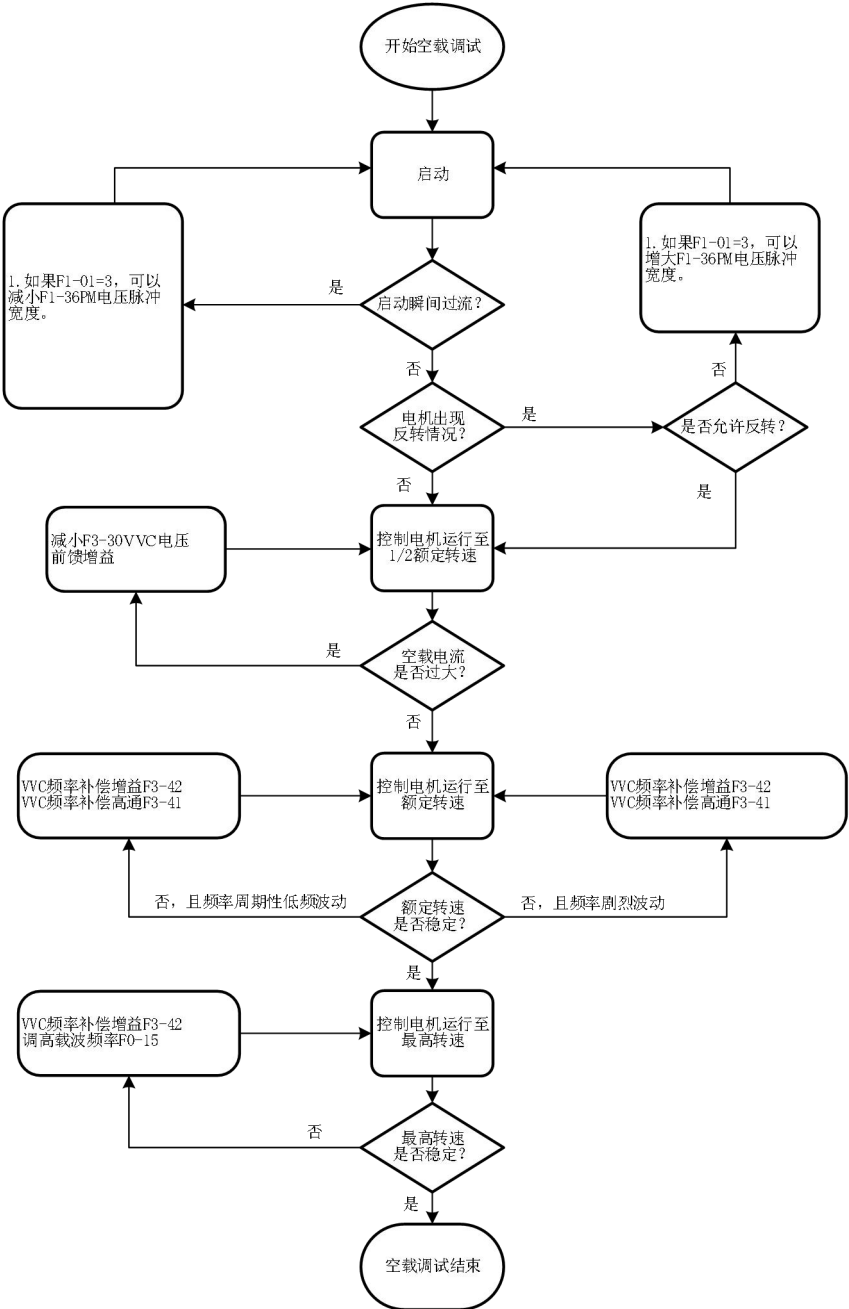 开始空载调试
启动
1.如果F1-01=3，可以
减小F1-36PM电压脉冲
宽度。
1.如果F1-01=3，可以
增大F1-36PM电压脉冲
宽度。
是
启动瞬间过流？
否
否
电机出现
反转情况？
是
是否允许反转？
否
是
减小F3-30VVC电压
前馈增益
控制电机运行至
1/2额定转速
是
空载电流
是否过大？
否
VVC频率补偿增益F3-42
VVC频率补偿高通F3-41
控制电机运行至
额定转速
VVC频率补偿增益F3-42
VVC频率补偿高通F3-41
否，且频率周期性低频波动
额定转速
是否稳定？
否，且频率剧烈波动
是
VVC频率补偿增益F3-42
调高载波频率F0-15
控制电机运行至
最高转速
否
最高转速
是否稳定？
是
空载调试结束